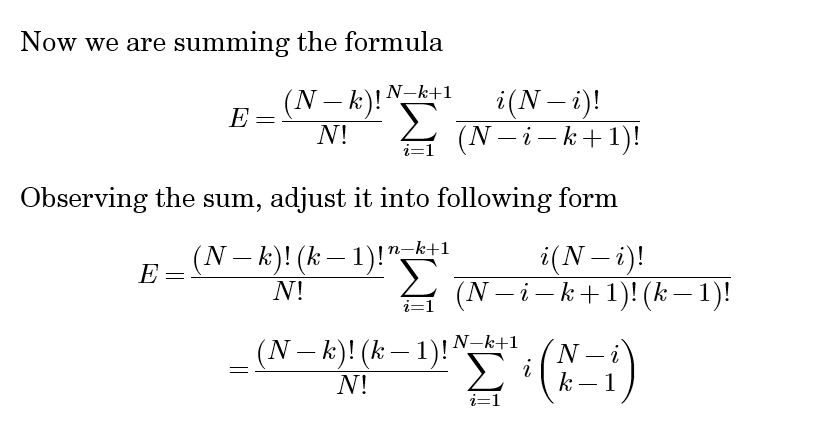 Now we are summing the formula
E = \frac{(N-k)!}{N!} \sum_{i=1}^{N-k+1} \frac{i(N-i)!}{(N-i-k+1)!}
Observing the sum, adjust it into following form
E = \frac{(N-k)!(k-1)!}{N!} \sum_{i=1}^{n-k+1} \frac{i(N-i)!}{(N-i-k+1)!(k-1)!}
= \frac{(N-k)!(k-1)!}{N!} \sum_{i=1}^{N-k+1} i \binom{N-i}{k-1}